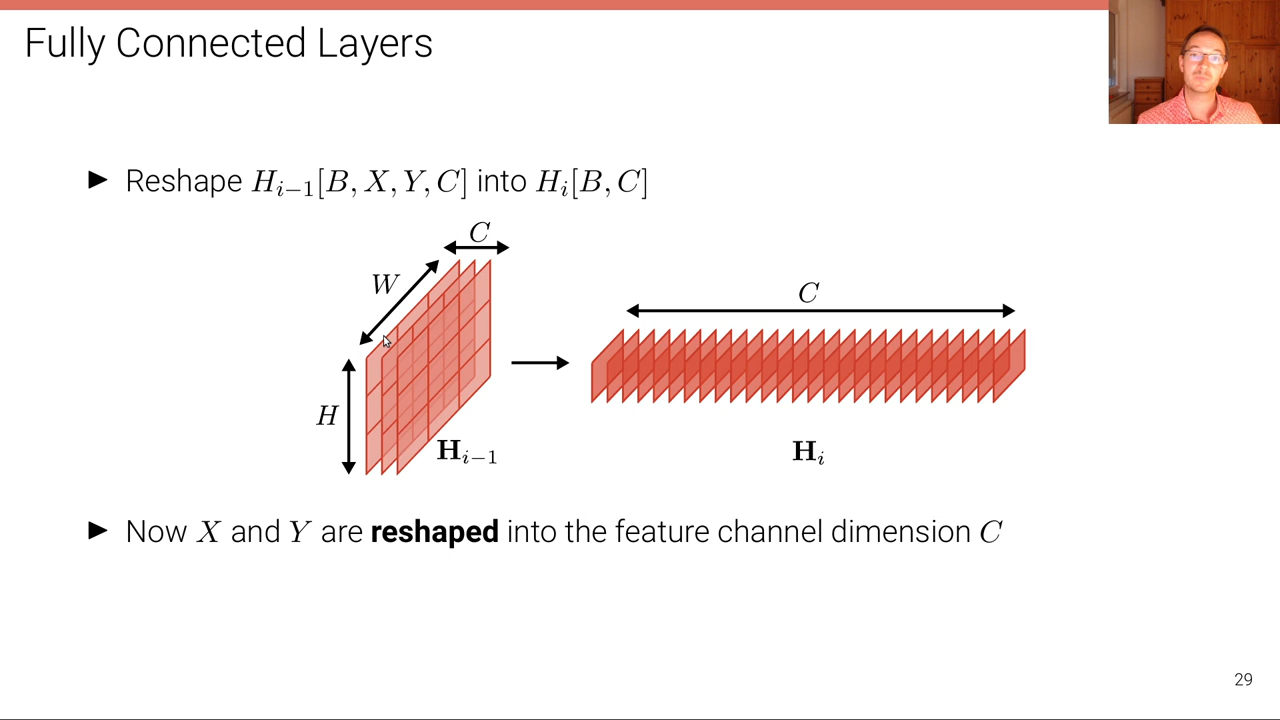 Fully Connected Layers
▶ Reshape H_{i−1}[B, X, Y, C] into H_i[B, C]
C
W
C
H
H_{i−1}
H_i
▶ Now X and Y are reshaped into the feature channel dimension C
29